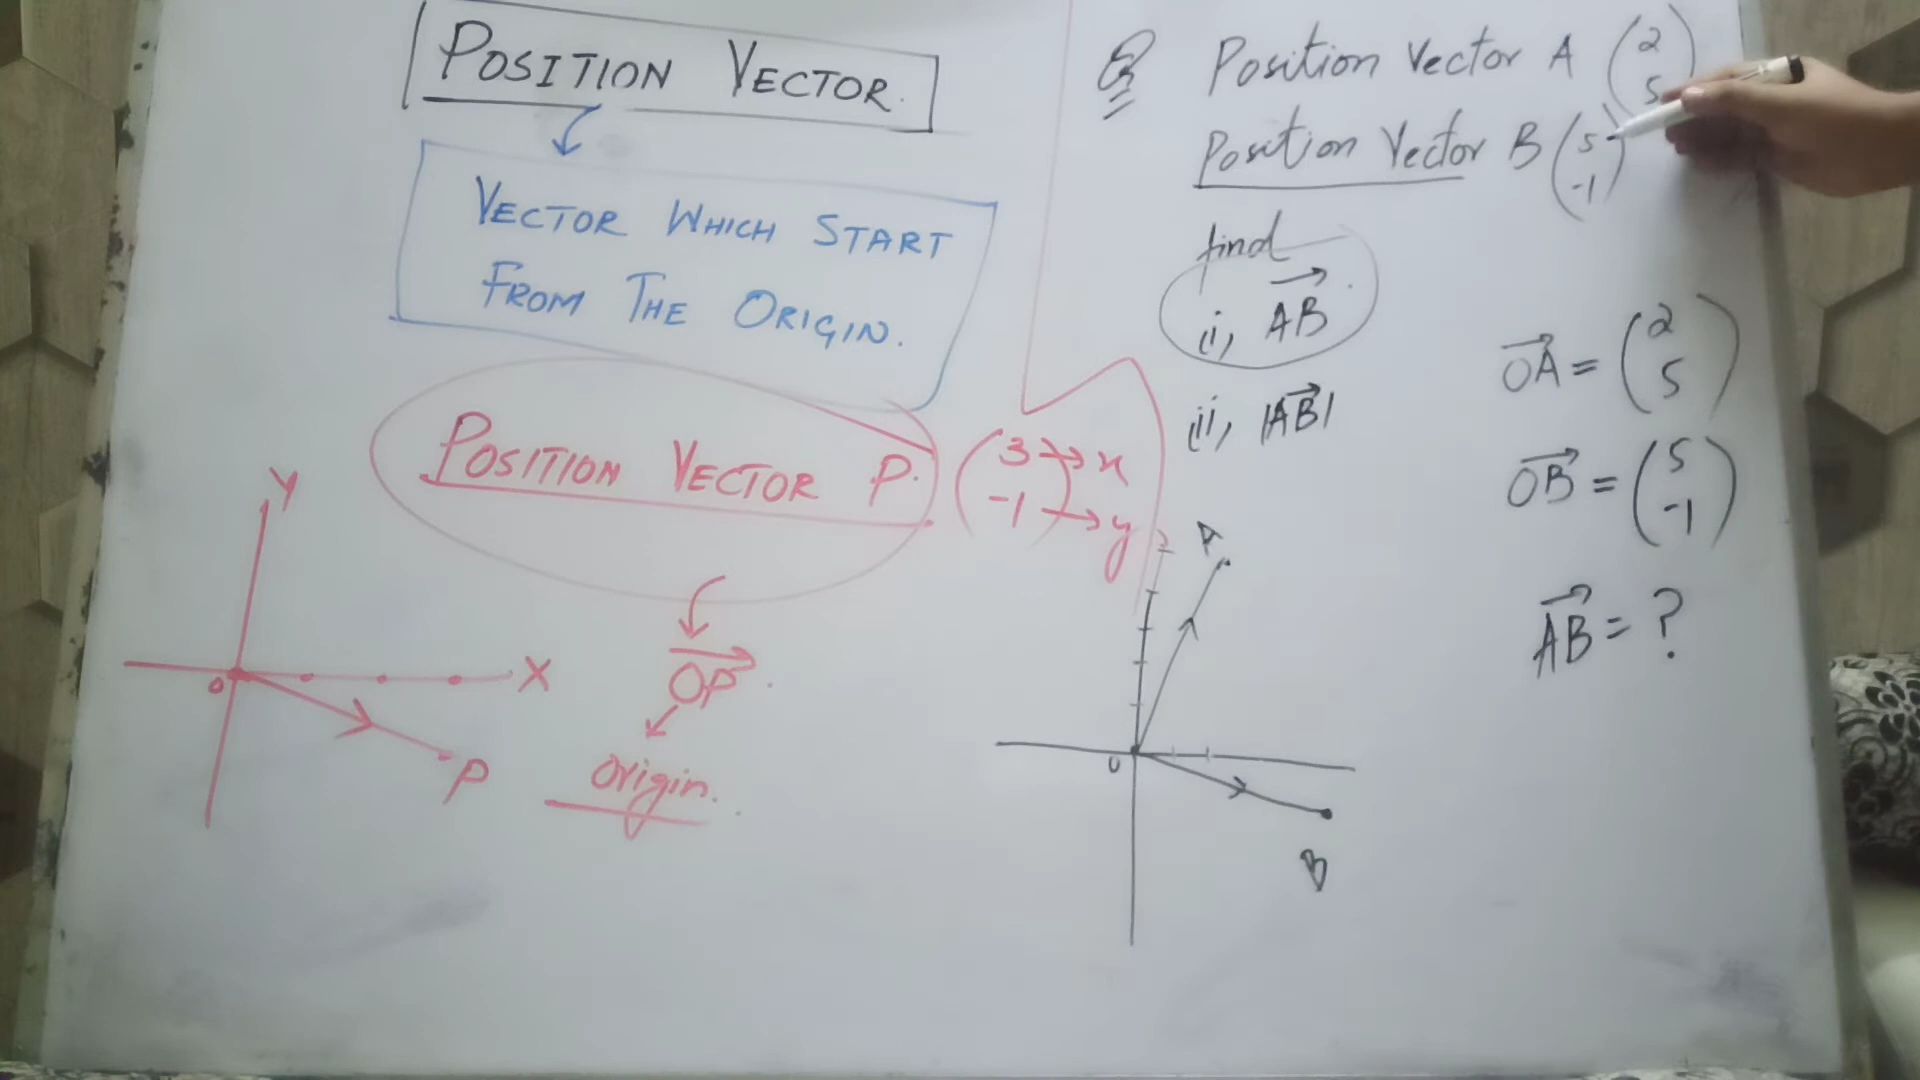 POSITION VECTOR.
VECTOR WHICH START
FROM THE ORIGIN.
POSITION VECTOR P. (3 → x
-1) → y
Y
X
O
P
OP
Origin.
Q Position Vector A (2
5)
Position Vector B (5
-1)
find
(i, AB
(ii, |AB|
OA = (2
5)
OB = (5
-1)
AB = ?
A
O
B